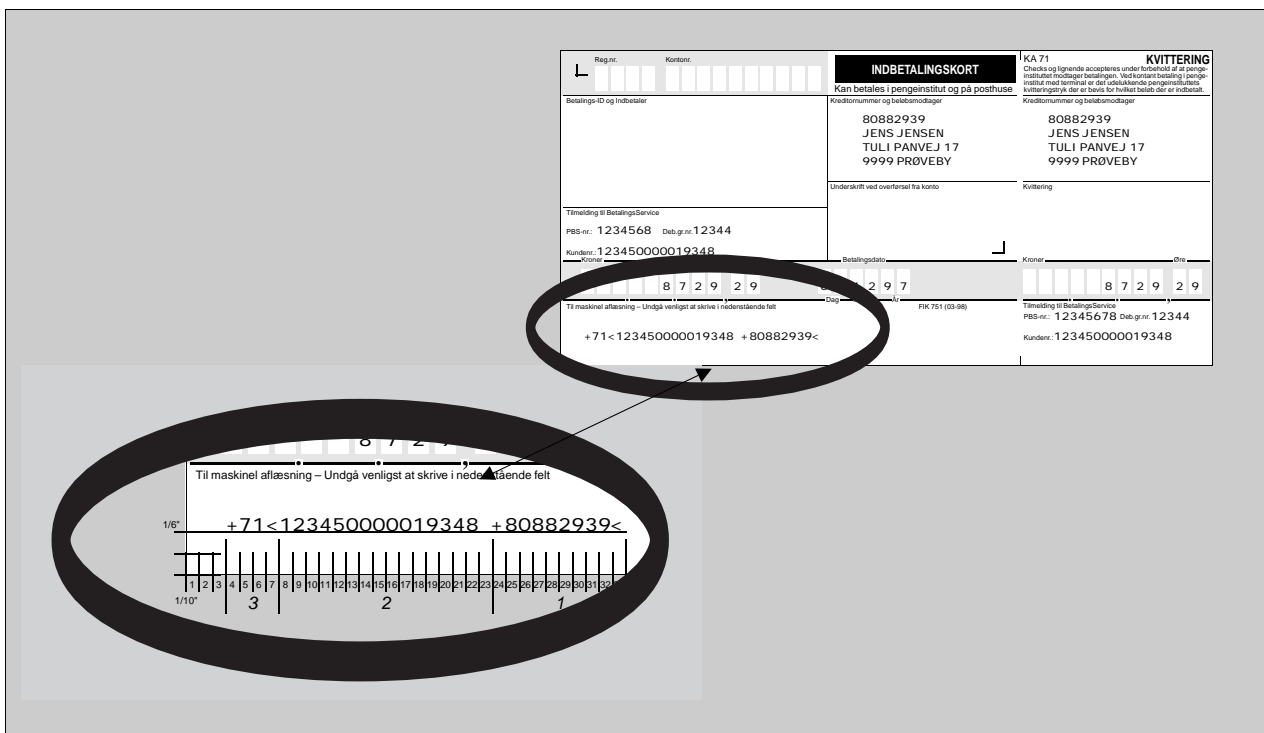 Reg.nr. Kontonr.
INDBETALINGSKORT
Kan betales i pengeinstitut og på posthuse
KA 71 KVITTERING
Checks og lignende accepteres under forbehold af at penge-
instituttet modtager betalingen. Ved kontant betaling i penge-
institut med terminal er det udelukkende pengeinstituttets
kvitteringstryk der er bevis for hvilket beløb der er indbetalt.
Betalings-ID og Indbetaler
Kreditornummer og beløbsmodtager
80882939
JENS JENSEN
TULI PANVEJ 17
9999 PRØVEBY
Kreditornummer og beløbsmodtager
80882939
JENS JENSEN
TULI PANVEJ 17
9999 PRØVEBY
Underskrift ved overførsel fra konto
Kvittering
Tilmelding til BetalingsService
PBS-nr.: 1234568 Deb.gr.nr. 12344
Kundenr.: 123450000019348
Kroner Betalingsdato Kroner Øre
8 7 2 9 2 9 2 9 7 8 7 2 9 2 9
Dag År
Til maskinel aflæsning – Undgå venligst at skrive i nedenstående felt
FIK 751 (03-98)
+71<123450000019348 +80882939<
Tilmelding til BetalingsService
PBS-nr.: 12345678 Deb.gr.nr. 12344
Kundenr.: 123450000019348
8 7 2
Til maskinel aflæsning – Undgå venligst at skrive i nedenstående felt
1/6"
+71<123450000019348 +80882939<
1 2 3 4 5 6 7 8 9 10 11 12 13 14 15 16 17 18 19 20 21 22 23 24 25 26 27 28 29 30 31 32
1/10"
3 2 1